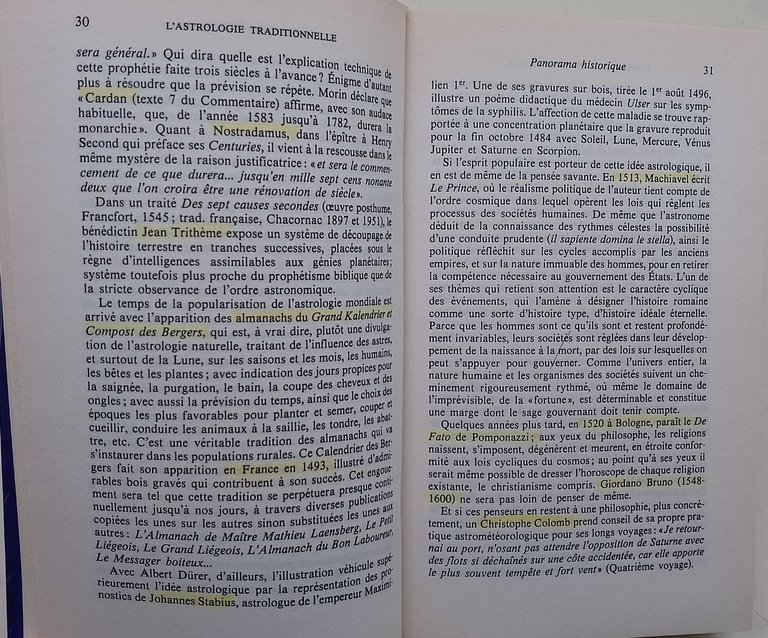 30
L'ASTROLOGIE TRADITIONNELLE
sera général.» Qui dira quelle est l'explication technique de
cette prophétie faite trois siècles à l'avance? Énigme d'autant
plus à résoudre que la prévision se répète. Morin déclare que
«Cardan (texte 7 du Commentaire) affirme, avec son audace
habituelle, que, de l'année 1583 jusqu'à 1782, durera la
monarchie». Quant à Nostradamus, dans l'épître à Henry
Second qui préface ses Centuries, il vient à la rescousse dans le
même mystère de la raison justificatrice: «et sera le commen-
cement de ce que durera... jusqu'en mille sept cens nonante
deux que l'on croira être une rénovation de siècle».
Dans un traité Des sept causes secondes (œuvre posthume,
Francfort, 1545; trad. française, Chacornac 1897 et 1951), le
bénédictin Jean Trithème expose un système de découpage de
l'histoire terrestre en tranches successives, placées sous le
règne d'intelligences assimilables aux génies planétaires;
système toutefois plus proche du prophétisme biblique que de
la stricte observance de l'ordre astronomique.
Le temps de la popularisation de l'astrologie mondiale est
arrivé avec l'apparition des almanachs du Grand Kalendrier et
Compost des Bergers, qui est, à vrai dire, plutôt une divulga-
tion de l'astrologie naturelle, traitant de l'influence des astres,
et surtout de la Lune, sur les saisons et les mois, les humains,
les bêtes et les plantes; avec indication des jours propices pour
la saignée, la purgation, le bain, la coupe des cheveux et des
ongles; avec aussi la prévision du temps, ainsi que le choix des
époques les plus favorables pour planter et semer, couper et
cueillir, conduire les animaux à la saillie, les tondre, les abat-
tre, etc. C'est une véritable tradition des almanachs qui va
s'instaurer dans les populations rurales. Ce Calendrier des Ber-
gers fait son apparition en France en 1493, illustré d'admi-
rables bois gravés qui contribuent à son succès. Cet engoue-
ment sera tel que cette tradition se perpétuera presque conti-
nuellement jusqu'à nos jours, à travers diverses publications
copiées les unes sur les autres sinon substituées les unes aux
autres: L'Almanach de Maître Mathieu Laensberg, Le Petit
Liégeois, Le Grand Liégeois, L'Almanach du Bon Laboureur,
Le Messager boiteux...
Avec Albert Dürer, d'ailleurs, l'illustration véhicule supé-
rieurement l'idée astrologique par la représentation des pro-
nostics de Johannes Stabius, astrologue de l'empereur Maximi-
Panorama historique
31
lien 1er. Une de ses gravures sur bois, tirée le 1er août 1496,
illustre un poème didactique du médecin Ulser sur les symp-
tômes de la syphilis. L'affection de cette maladie se trouve rap-
portée à une concentration planétaire que la gravure reproduit
pour la fin octobre 1484 avec Soleil, Lune, Mercure, Vénus
Jupiter et Saturne en Scorpion.
Si l'esprit populaire est porteur de cette idée astrologique, il
en est de même de la pensée savante. En 1513, Machiavel écrit
Le Prince, où le réalisme politique de l'auteur tient compte de
l'ordre cosmique dans lequel opèrent les lois qui règlent les
processus des sociétés humaines. De même que l'astronome
déduit de la connaissance des rythmes célestes la possibilité
d'une conduite prudente (il sapiente domina le stella), ainsi le
politique réfléchit sur les cycles accomplis par les anciens
empires, et sur la nature immuable des hommes, pour en retirer
la compétence nécessaire au gouvernement des États. L'un de
ses thèmes qui retient son attention est le caractère cyclique
des événements, qui l'amène à désigner l'histoire romaine
comme une sorte d'histoire type, d'histoire idéale éternelle.
Parce que les hommes sont ce qu'ils sont et restent profondé-
ment invariables, leurs sociétés sont réglées dans leur dévelop-
pement de la naissance à la mort, par des lois sur lesquelles on
peut s'appuyer pour gouverner. Comme l'univers entier, la
nature humaine et les organismes des sociétés suivent un che-
minement rigoureusement rythmé, où même le domaine de
l'imprévisible, de la «fortune», est déterminable et constitue
une marge dont le sage gouvernant doit tenir compte.
Quelques années plus tard, en 1520 à Bologne, paraît le De
Fato de Pomponazzi; aux yeux du philosophe, les religions
naissent, s'imposent, dégénèrent et meurent, en étroite confor-
mité aux lois cycliques du cosmos; au point qu'à ses yeux il
serait même possible de dresser l'horoscope de chaque religion
existante, le christianisme compris. Giordano Bruno (1548-
1600) ne sera pas loin de penser de même.
Et si ces penseurs en restent à une philosophie, plus concrè-
tement, un Christophe Colomb prend conseil de sa propre pra-
tique astrométéorologique pour ses longs voyages: «Je retour-
nai au port, n'osant pas attendre l'opposition de Saturne avec
des flots si déchaînés sur une côte accidentée, car elle apporte
le plus souvent tempête et fort vent» (Quatrième voyage).